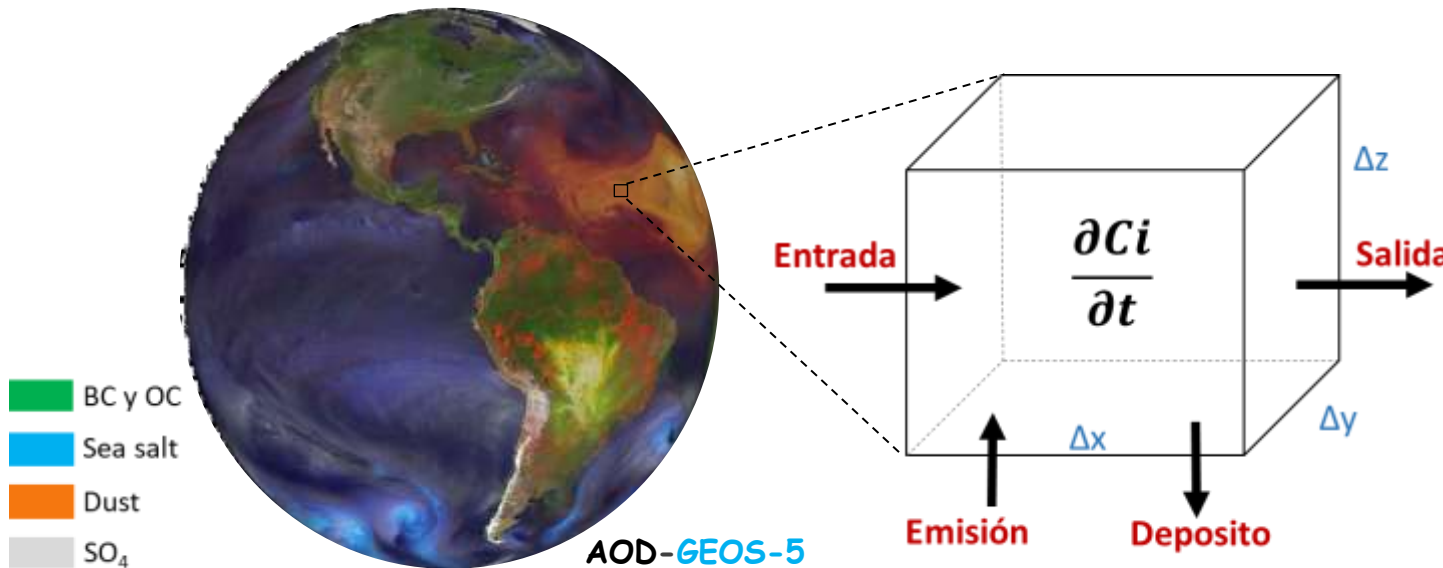 BC y OC
Sea salt
Dust
SO₄
AOD-GEOS-5
Entrada
∂Ci
∂t
Salida
Δz
Δy
Δx
Emisión
Deposito